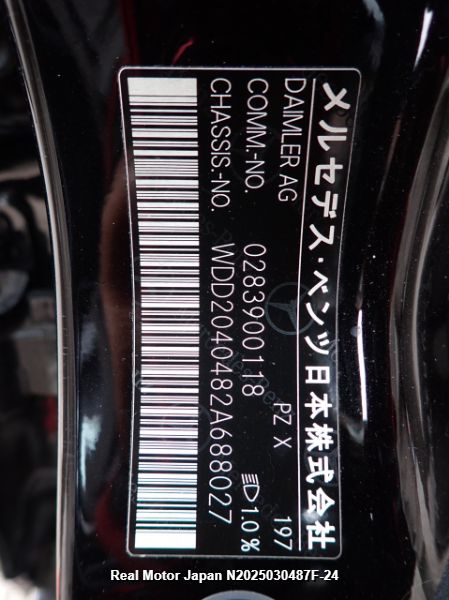 メルセデス・ベンツ日本株式会社
DAIMLER AG PZ X 197
COMM.-NO. 0283900118 1.0 %
CHASSIS-NO. WDD2040482A688027
Real Motor Japan N2025030487F-24